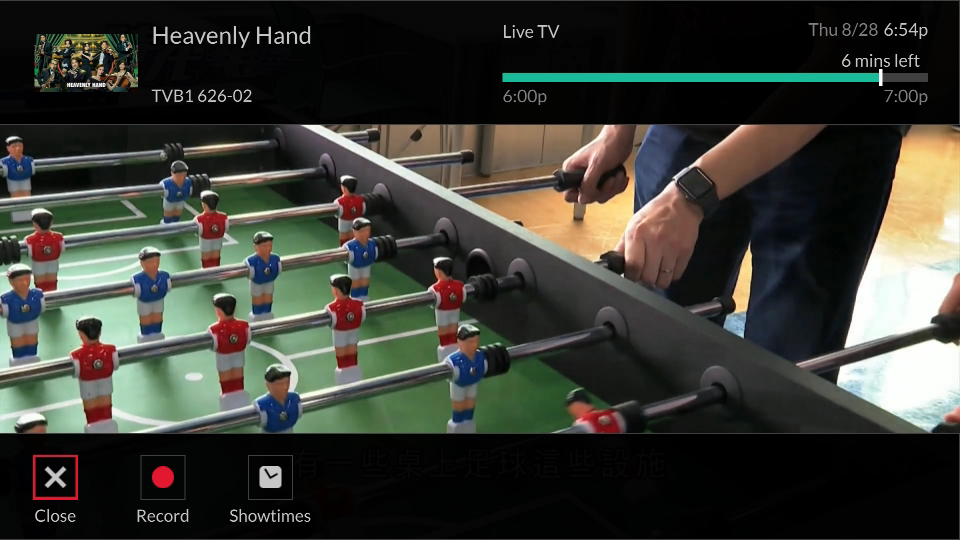 Heavenly Hand
TVB1 626-02
HEAVENLY HAND
Live TV
Thu 8/28 6:54p
6 mins left
6:00p
7:00p
有一些桌上足球這些設施
Close
Record
Showtimes